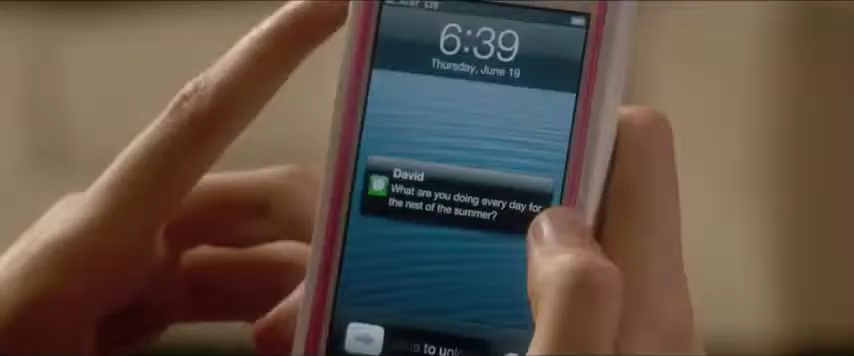 6:39
Thursday, June 19
David
What are you doing every day for
the rest of the summer?
to